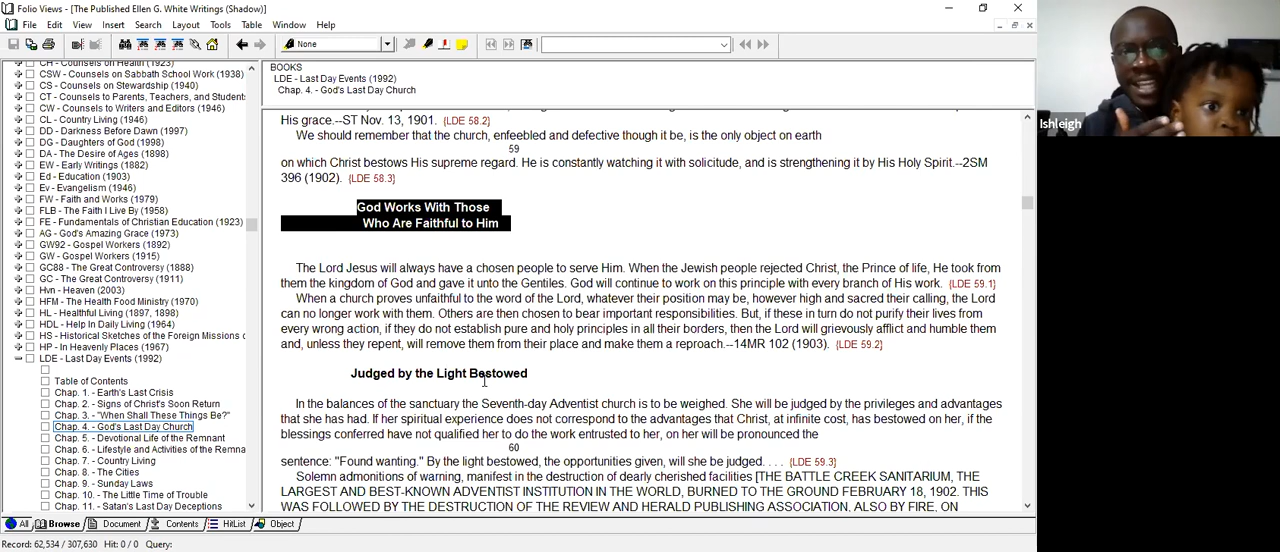 Folio Views - [The Published Ellen G. White Writings (Shadow)]
File Edit View Insert Search Layout Tools Table Window Help
None
CH - Counsels on Health (1923)
CSW - Counsels on Sabbath School Work (1938)
CS - Counsels on Stewardship (1940)
CT - Counsels to Parents, Teachers, and Students
CW - Counsels to Writers and Editors (1946)
CL - Country Living (1946)
DD - Darkness Before Dawn (1997)
DG - Daughters of God (1998)
DA - The Desire of Ages (1898)
EW - Early Writings (1882)
Ed - Education (1903)
Ev - Evangelism (1946)
FW - Faith and Works (1979)
FLB - The Faith I Live By (1958)
FE - Fundamentals of Christian Education (1923)
AG - God's Amazing Grace (1973)
GW92 - Gospel Workers (1892)
GW - Gospel Workers (1915)
GC88 - The Great Controversy (1888)
GC - The Great Controversy (1911)
Hvn - Heaven (2003)
HFM - The Health Food Ministry (1970)
HL - Healthful Living (1897, 1898)
HDL - Help In Daily Living (1964)
HS - Historical Sketches of the Foreign Missions o
HP - In Heavenly Places (1967)
LDE - Last Day Events (1992)
Table of Contents
Chap. 1. - Earth's Last Crisis
Chap. 2. - Signs of Christ's Soon Return
Chap. 3. - "When Shall These Things Be?"
Chap. 4. - God's Last Day Church
Chap. 5. - Devotional Life of the Remnant
Chap. 6. - Lifestyle and Activities of the Remna
Chap. 7. - Country Living
Chap. 8. - The Cities
Chap. 9. - Sunday Laws
Chap. 10. - The Little Time of Trouble
Chap. 11. - Satan's Last Day Deceptions
BOOKS
LDE - Last Day Events (1992)
Chap. 4. - God's Last Day Church
His grace.--ST Nov. 13, 1901. {LDE 58.2}
We should remember that the church, enfeebled and defective though it be, is the only object on earth
59
on which Christ bestows His supreme regard. He is constantly watching it with solicitude, and is strengthening it by His Holy Spirit.--2SM
396 (1902). {LDE 58.3}
God Works With Those
Who Are Faithful to Him
The Lord Jesus will always have a chosen people to serve Him. When the Jewish people rejected Christ, the Prince of life, He took from
them the kingdom of God and gave it unto the Gentiles. God will continue to work on this principle with every branch of His work. {LDE 59.1}
When a church proves unfaithful to the word of the Lord, whatever their position may be, however high and sacred their calling, the Lord
can no longer work with them. Others are then chosen to bear important responsibilities. But, if these in turn do not purify their lives from
every wrong action, if they do not establish pure and holy principles in all their borders, then the Lord will grievously afflict and humble them
and, unless they repent, will remove them from their place and make them a reproach.--14MR 102 (1903). {LDE 59.2}
Judged by the Light Bestowed
In the balances of the sanctuary the Seventh-day Adventist church is to be weighed. She will be judged by the privileges and advantages
that she has had. If her spiritual experience does not correspond to the advantages that Christ, at infinite cost, has bestowed on her, if the
blessings conferred have not qualified her to do the work entrusted to her, on her will be pronounced the
60
sentence: "Found wanting." By the light bestowed, the opportunities given, will she be judged. . . . {LDE 59.3}
Solemn admonitions of warning, manifest in the destruction of dearly cherished facilities [THE BATTLE CREEK SANITARIUM, THE
LARGEST AND BEST-KNOWN ADVENTIST INSTITUTION IN THE WORLD, BURNED TO THE GROUND FEBRUARY 18, 1902. THIS
WAS FOLLOWED BY THE DESTRUCTION OF THE REVIEW AND HERALD PUBLISHING ASSOCIATION, ALSO BY FIRE, ON
All Browse Document Contents HitList Object
Record: 62,534 / 307,630 Hit: 0 / 0 Query:
Ishleigh